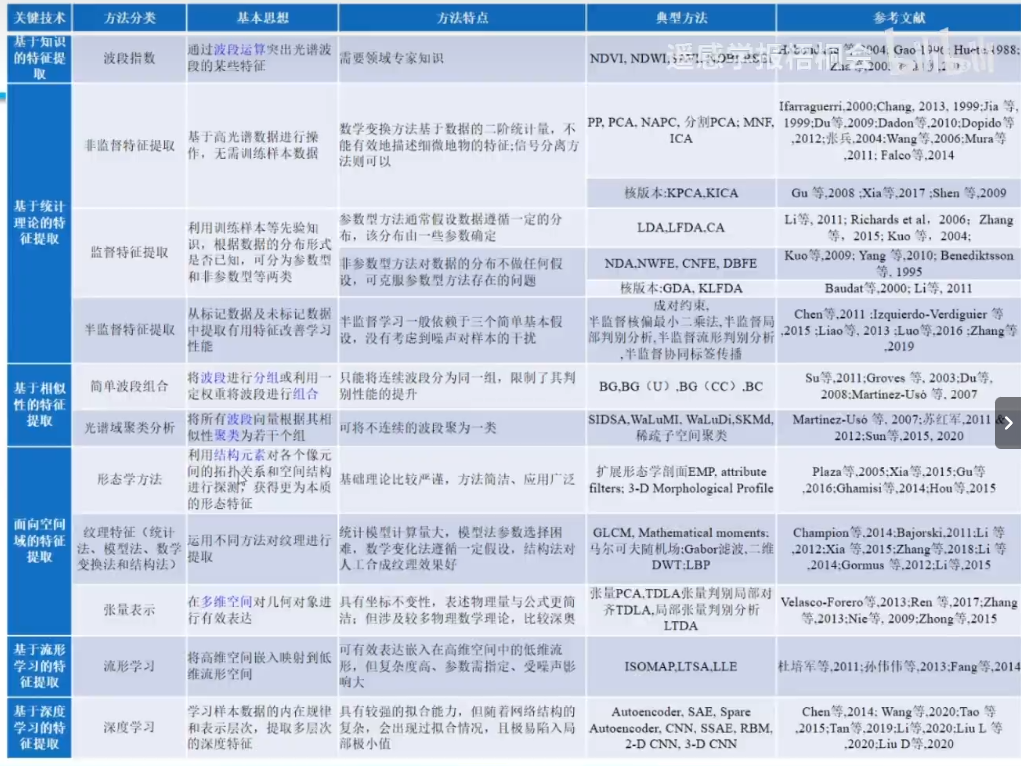 关键技术 方法分类 基本思想 方法特点 典型方法 参考文献
基于知识
的特征提
取
波段指数
通过波段运算突出光谱波
段的某些特征
需要领域专家知识
NDVI, NDWI,
遥感学报梧桐会
基于统计
理论的特
征提取
非监督特征提取
基于高光谱数据进行操
作，无需训练样本数据
数学变换方法基于数据的二阶统计量，不
能有效地描述细微地物的特征;信号分离方
法则可以
PP, PCA, NAPC, 分割PCA; MNF,
ICA
Ifarraguerri,2000;Chang, 2013, 1999;Jia 等,
1999;Du等,2009;Dadon等,2010;Dopido等
,2012;张兵,2004;Wang等,2006;Mura等
,2011; Falco等,2014
核版本:KPCA,KICA
Gu 等,2008 ;Xia等,2017 ;Shen 等,2009
监督特征提取
利用训练样本等先验知
识，根据数据的分布形式
是否已知，可分为参数型
和非参数型等两类
参数型方法通常假设数据遵循一定的分
布，该分布由一些参数确定
LDA,LFDA,CA
Li等, 2011; Richards et al，2006；Zhang
等，2015; Kuo 等，2004;
非参数型方法对数据的分布不做任何假
设，可克服参数型方法存在的问题
NDA,NWFE, CNFE, DBFE
Kuo等,2009; Yang 等,2010; Benediktsson
等, 1995
核版本:GDA, KLFDA
Baudat等,2000; Li等, 2011
半监督特征提取
从标记数据及未标记数据
中提取有用特征改善学习
性能
半监督学习一般依赖于三个简单基本假
设，没有考虑到噪声对样本的干扰
成对约束,
半监督核偏最小二乘法,半监督局
部判别分析,半监督流形判别分析
,半监督协同标签传播
Chen等,2011 ;Izquierdo-Verdiguier 等
,2015 ;Liao等, 2013 ;Luo等,2016 ;Zhang等
,2019
基于相似
性的特征
提取
简单波段组合
将波段进行分组或利用一
定权重将波段进行组合
只能将连续波段分为同一组，限制了其判
别性能的提升
BG,BG（U）,BG（CC）,BC
Su等,2011;Groves 等, 2003;Du等,
2008;Martínez-Usó 等, 2007
光谱域聚类分析
将所有波段向量根据其相
似性聚类为若干个组
可将不连续的波段聚为一类
SIDSA,WaLuMI, WaLuDi,SKMd,
稀疏子空间聚类
Martínez-Usó 等, 2007;苏红军,2011 &
2012;Sun等,2015, 2020
面向空间
域的特征
提取
形态学方法
利用结构元素对各个像元
间的拓扑关系和空间结构
进行探测，获得更为本质
的形态特征
基础理论比较严谨，方法简洁、应用广泛
扩展形态学剖面EMP, attribute
filters; 3-D Morphological Profile
Plaza等,2005;Xia等,2015;Gu等
,2016;Ghamisi等,2014;Hou等,2015
纹理特征（统计
法、模型法、数学
变换法和结构法）
运用不同方法对纹理进行
提取
统计模型计算量大，模型法参数选择困
难，数学变化法遵循一定假设，结构法对
人工合成纹理效果好
GLCM, Mathematical moments;
马尔可夫随机场;Gabor滤波,二维
DWT;LBP
Champion等,2014;Bajorski,2011;Li 等
,2012;Xia 等,2015;Zhang等,2018;Li 等
,2014;Gormus 等,2012;Li等,2015
张量表示
在多维空间对几何对象进
行有效表达
具有坐标不变性，表述物理量与公式更简
洁；但涉及较多物理数学理论，比较深奥
张量PCA,TDLA张量判别局部对
齐TDLA,局部张量判别分析
LTDA
Velasco-Forero等,2013;Ren 等,2017;Zhang
等,2013;Nie等, 2009;Zhong等,2015
基于流形
学习的特
征提取
流形学习
将高维空间嵌入映射到低
维流形空间
可有效表达嵌入在高维空间中的低维流
形，但复杂度高、参数需指定、受噪声影
响大
ISOMAP,LTSA,LLE
杜培军等,2011;孙伟伟等,2013;Fang等,2014
基于深度
学习的特
征提取
深度学习
学习样本数据的内在规律
和表示层次，提取多层次
的深度特征
具有较强的拟合能力，但随着网络结构的
复杂，会出现过拟合情况，且极易陷入局
部极小值
Autoencoder, SAE, Spare
Autoencoder, CNN, SSAE, RBM,
2-D CNN, 3-D CNN
Chen等,2014; Wang等,2020;Tao 等
,2015;Tan等,2019;Li等,2020;Liu L 等
,2020;Liu D等,2020